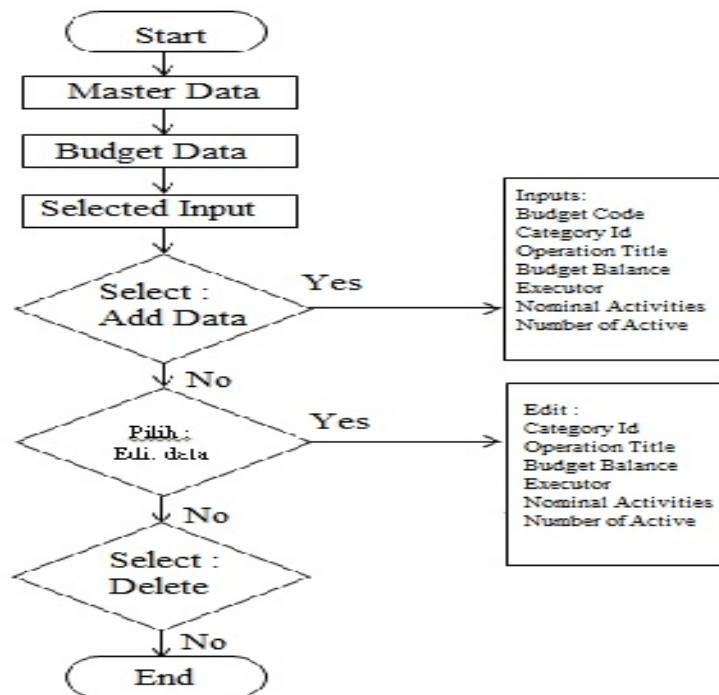 Start
Master Data
Budget Data
Selected Input
Select :
Add Data
Yes
Inputs:
Budget Code
Category Id
Operation Title
Budget Balance
Executor
Nominal Activities
Number of Active
No
Pilih :
Edi. data
Yes
Edit :
Category Id
Operation Title
Budget Balance
Executor
Nominal Activities
Number of Active
No
Select :
Delete
No
End